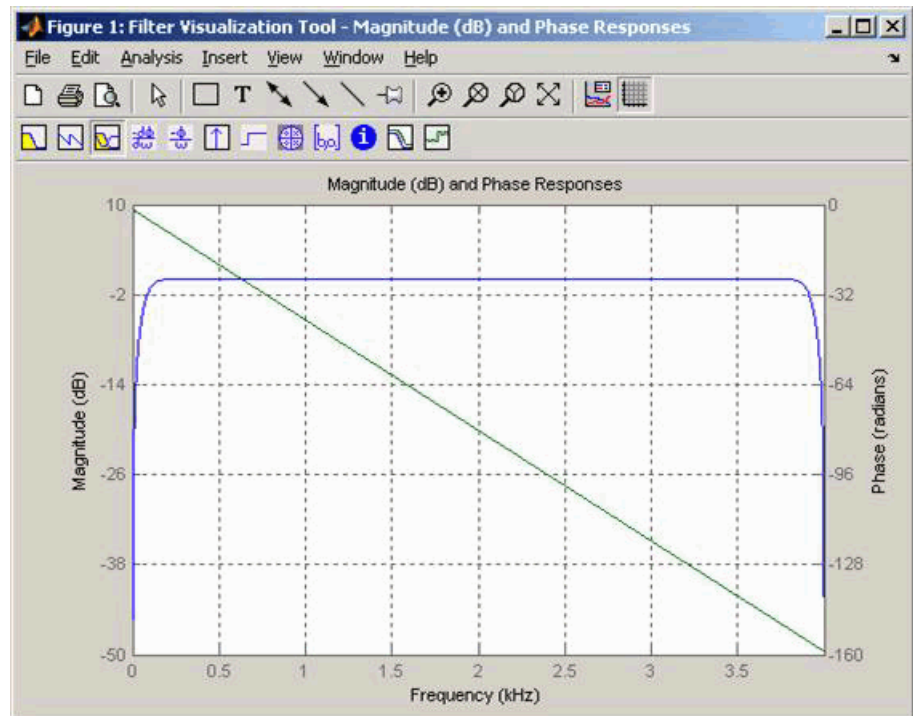 Figure 1: Filter Visualization Tool - Magnitude (dB) and Phase Responses
File Edit Analysis Insert View Window Help
T
[b,a]
i
Magnitude (dB) and Phase Responses
10
-2
-14
-26
-38
-50
Magnitude (dB)
0
-32
-64
-96
-128
-160
Phase (radians)
0 0.5 1 1.5 2 2.5 3 3.5
Frequency (kHz)